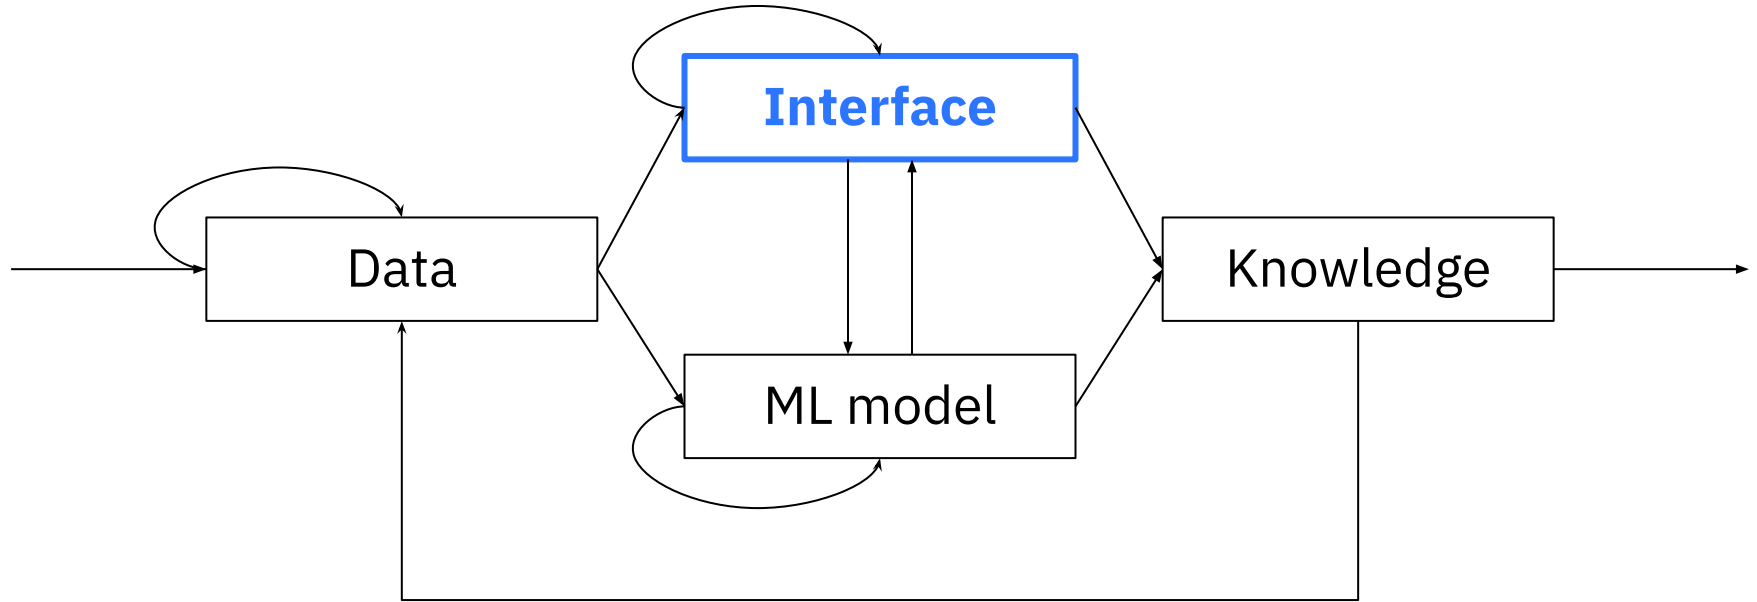 Interface
Data
Knowledge
ML model